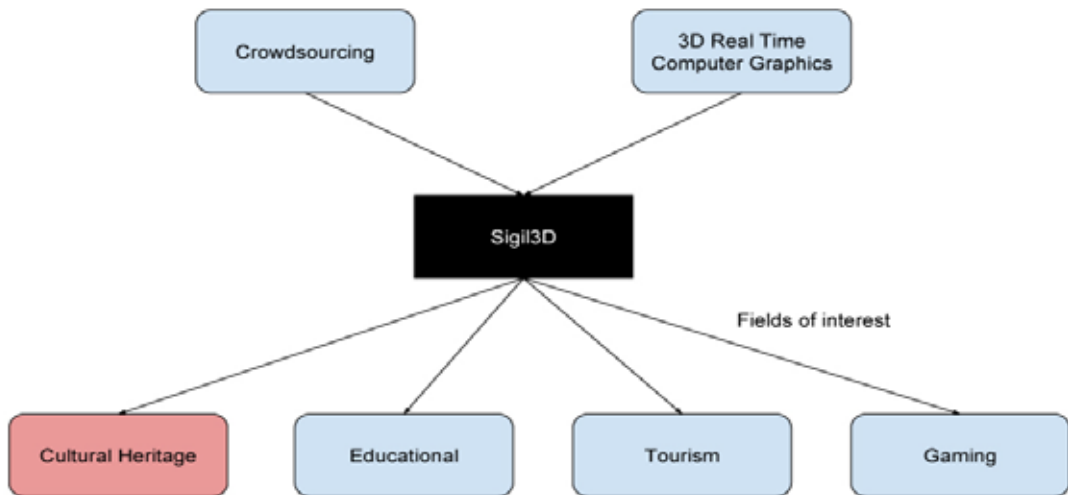 Crowdsourcing
3D Real Time
Computer Graphics
Sigil3D
Fields of interest
Cultural Heritage
Educational
Tourism
Gaming